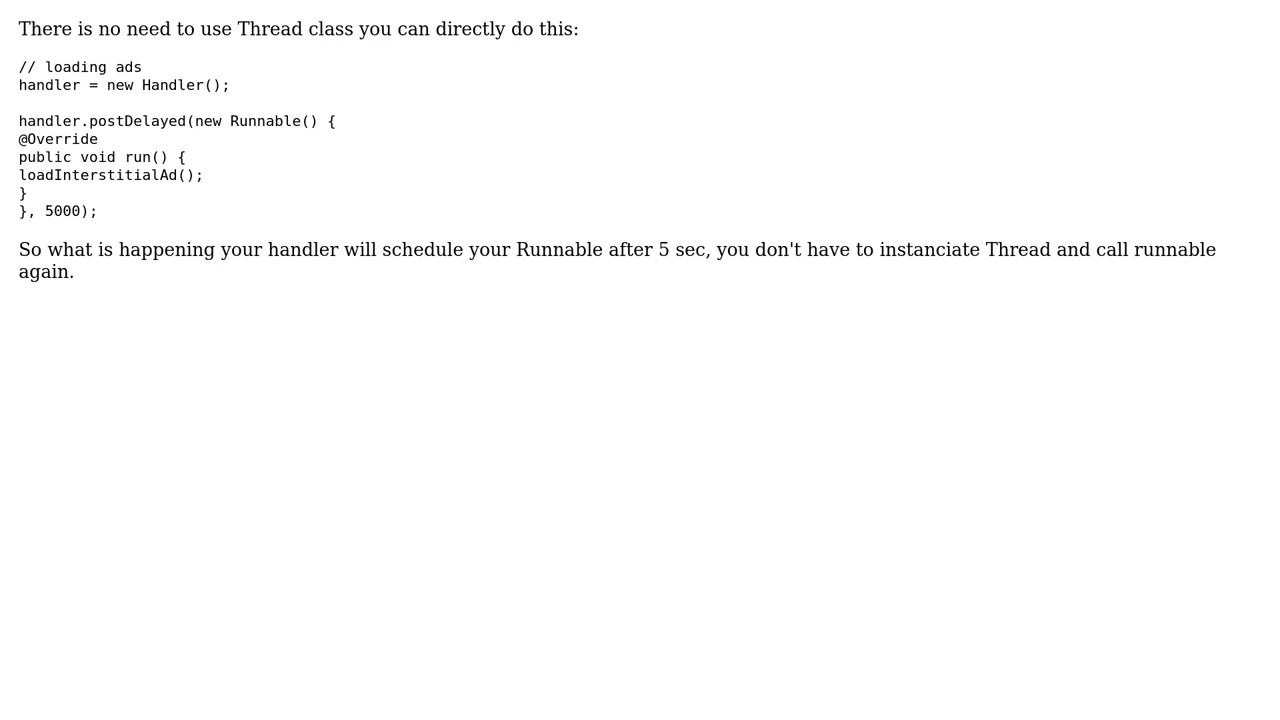 There is no need to use Thread class you can directly do this:
// loading ads
handler = new Handler();
handler.postDelayed(new Runnable() {
@Override
public void run() {
loadInterstitialAd();
}
}, 5000);
So what is happening your handler will schedule your Runnable after 5 sec, you don't have to instanciate Thread and call runnable
again.